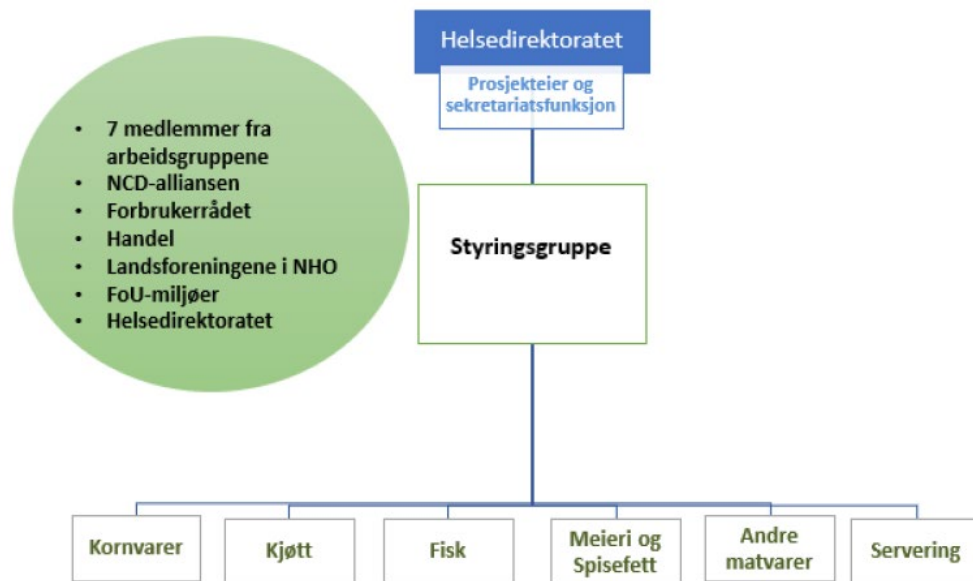 Helsedirektoratet
Prosjekteier og
sekretariatsfunksjon
• 7 medlemmer fra
arbeidsgruppene
• NCD-alliansen
• Forbrukerrådet
• Handel
• Landsforeningene i NHO
• FoU-miljøer
• Helsedirektoratet
Styringsgruppe
Kornvarer
Kjøtt
Fisk
Meieri og
Spisefett
Andre
matvarer
Servering